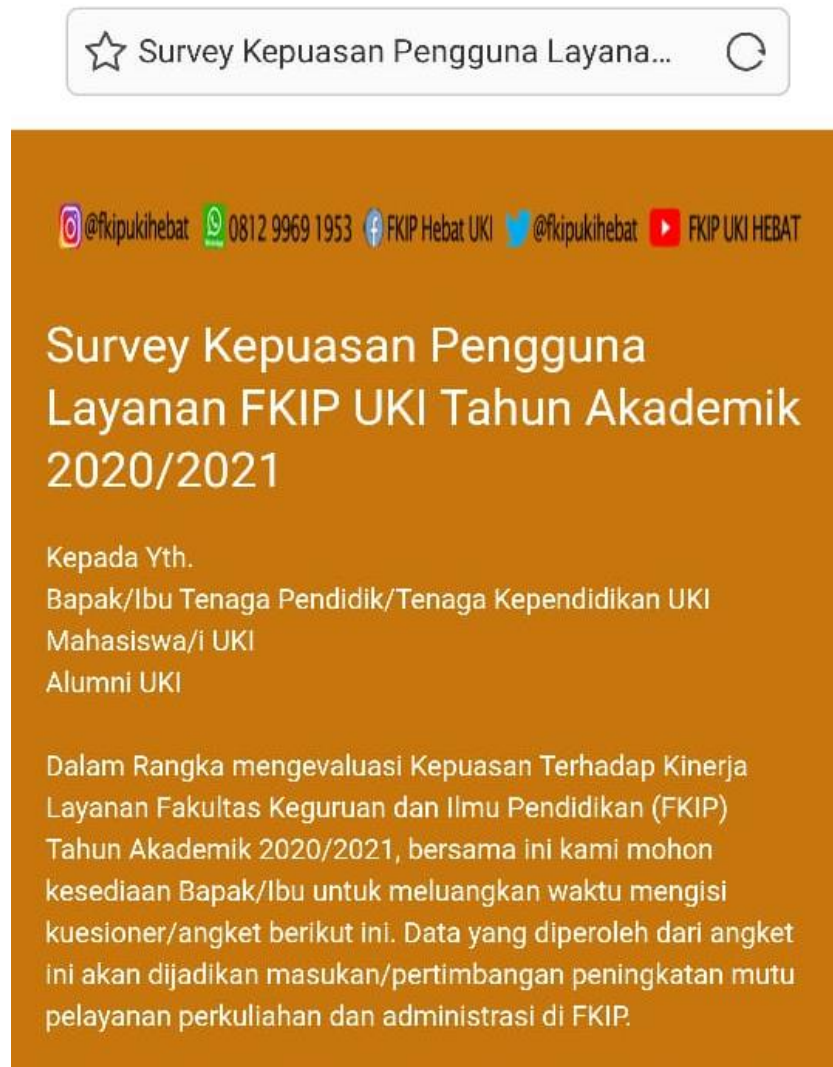 Survey Kepuasan Pengguna Layana...
@fkipukihebat 0812 9969 1953 FKIP Hebat UKI @fkipukihebat FKIP UKI HEBAT
Survey Kepuasan Pengguna
Layanan FKIP UKI Tahun Akademik
2020/2021
Kepada Yth.
Bapak/Ibu Tenaga Pendidik/Tenaga Kependidikan UKI
Mahasiswa/i UKI
Alumni UKI
Dalam Rangka mengevaluasi Kepuasan Terhadap Kinerja
Layanan Fakultas Keguruan dan Ilmu Pendidikan (FKIP)
Tahun Akademik 2020/2021, bersama ini kami mohon
kesediaan Bapak/Ibu untuk meluangkan waktu mengisi
kuesioner/angket berikut ini. Data yang diperoleh dari angket
ini akan dijadikan masukan/pertimbangan peningkatan mutu
pelayanan perkuliahan dan administrasi di FKIP.